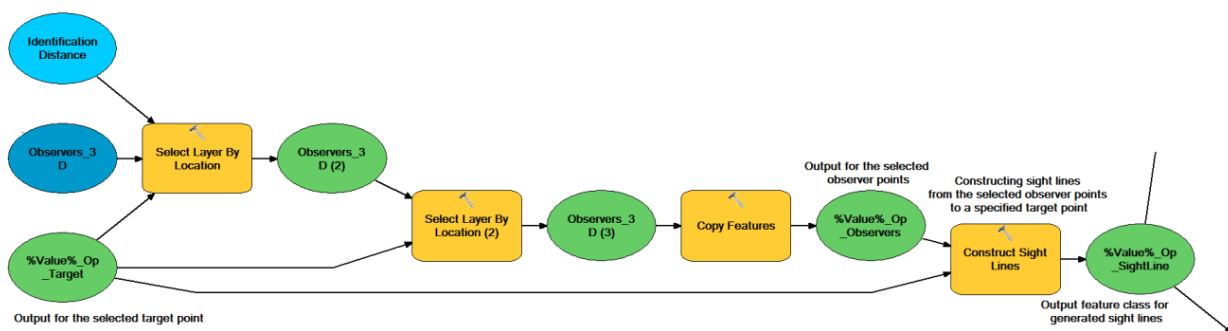 Identification
Distance
Observers_3
D
Select Layer By
Location
Observers_3
D (2)
%Value%_Op
_Target
Output for the selected target point
Select Layer By
Location (2)
Observers_3
D (3)
Copy Features
Output for the selected
observer points
%Value%_Op
_Observers
Constructing sight lines
from the selected observer points
to a specified target point
Construct Sight
Lines
%Value%_Op
_SightLine
Output feature class for
generated sight lines